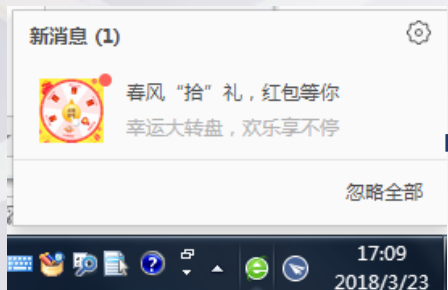 新消息 (1)
春风“拾”礼，红包等你
幸运大转盘，欢乐享不停
忽略全部
17:09
2018/3/23